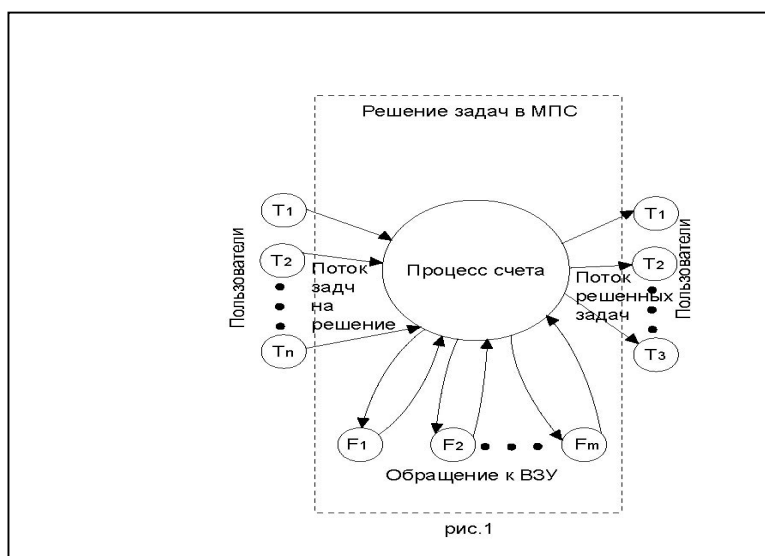 Решение задач в МПС
Пользователи
T1
T2
Tn
Поток
задч
на
решение
Процесс счета
T1
T2
T3
Поток
решенных
задач
Пользователи
F1
F2
Fm
Обращение к ВЗУ
рис.1